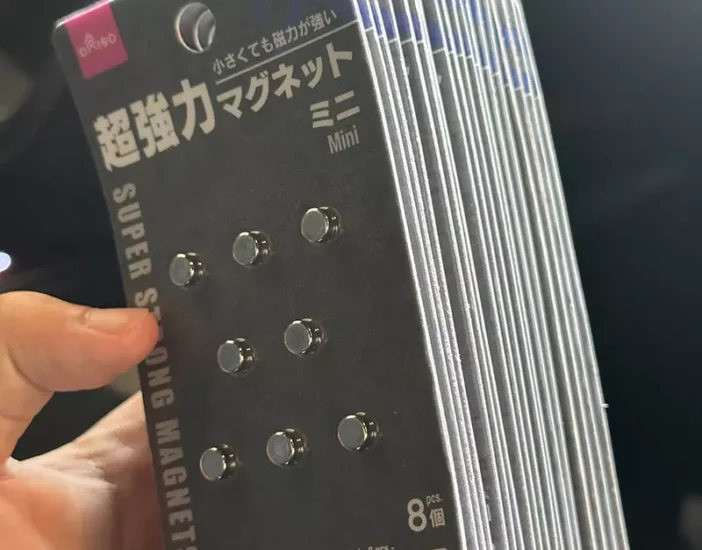 DAISO
小さくても磁力が強い
超強力マグネット
ミニ
Mini
SUPER STRONG MAGNETS
8 pcs.
個